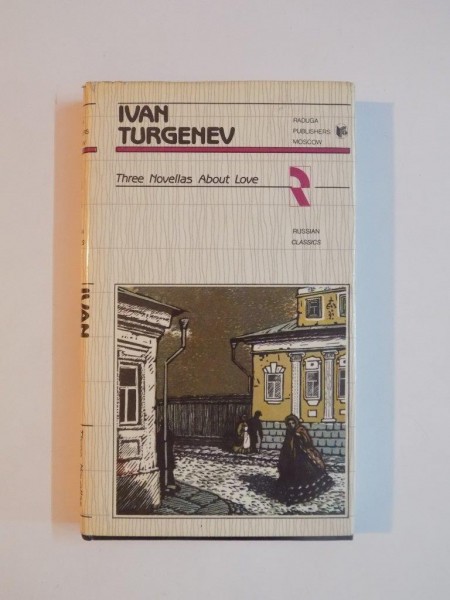 IVAN
TURGENEV
RADUGA
PUBLISHERS
MOSCOW
Three Novellas About Love
RUSSIAN
CLASSICS
IVAN